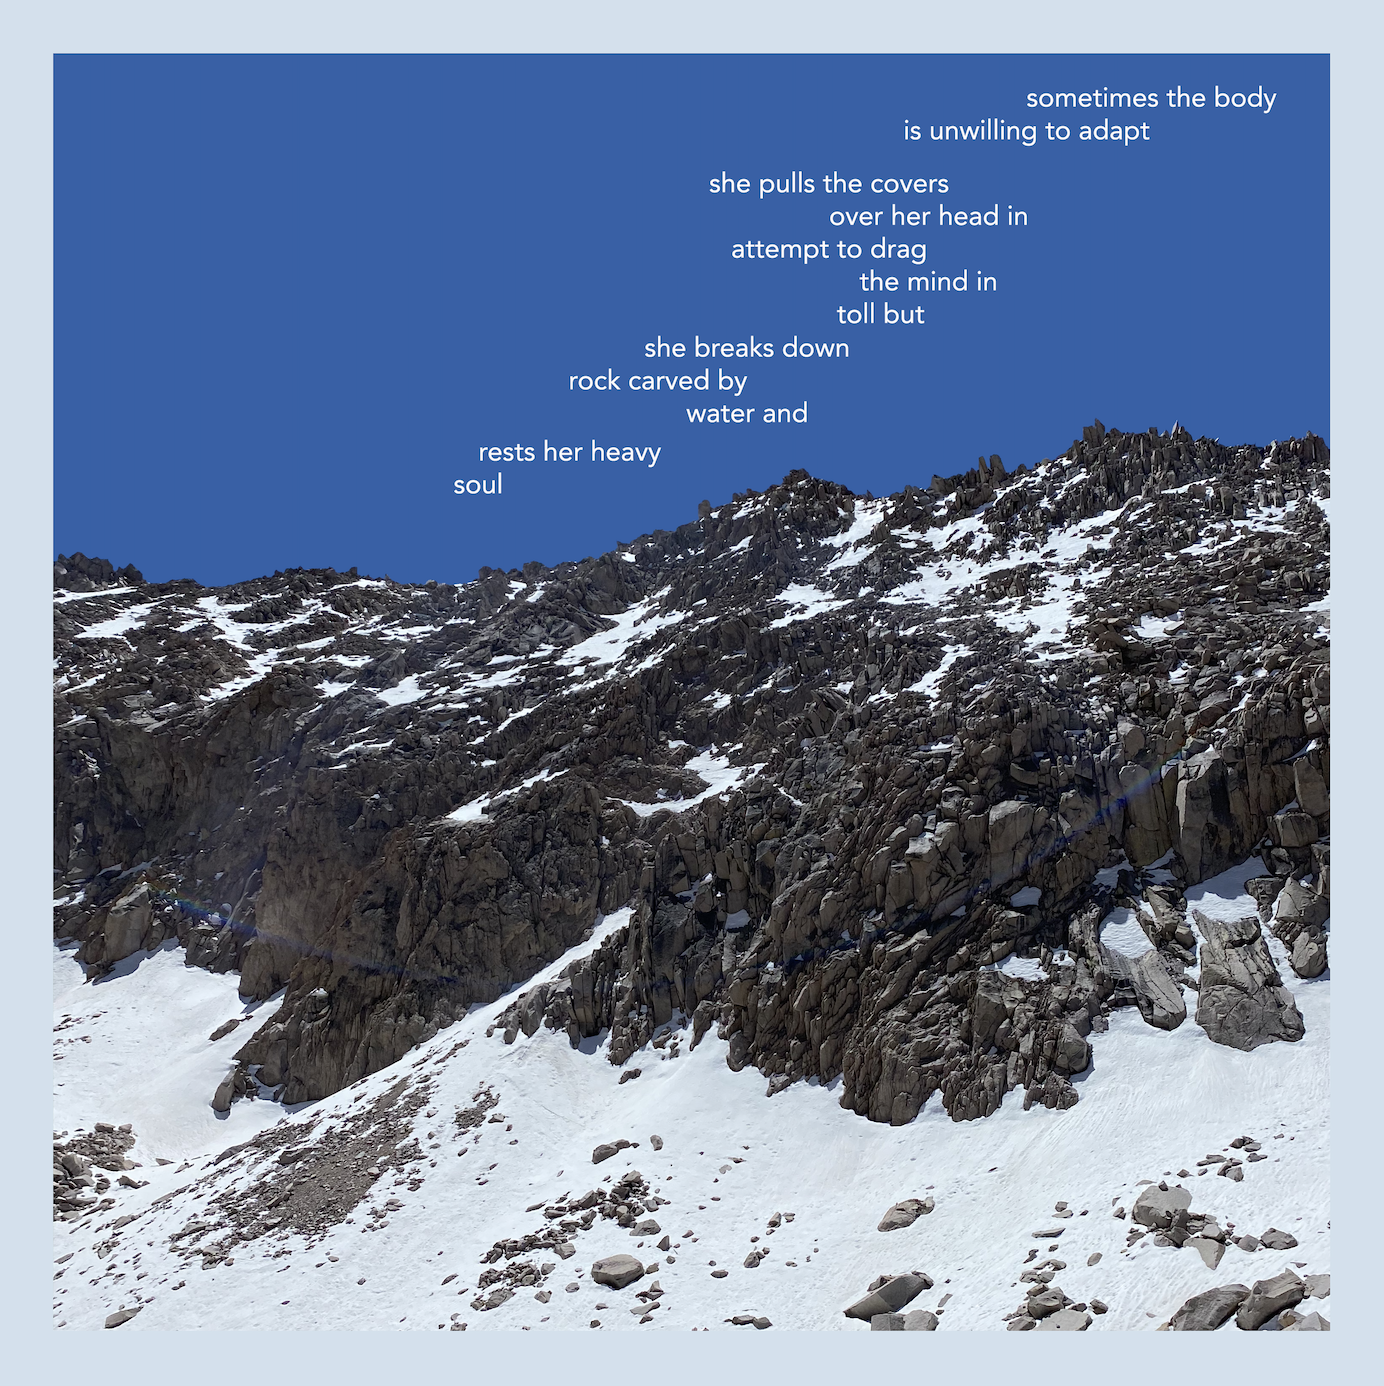 sometimes the body
is unwilling to adapt
she pulls the covers
over her head in
attempt to drag
the mind in
toll but
she breaks down
rock carved by
water and
rests her heavy
soul